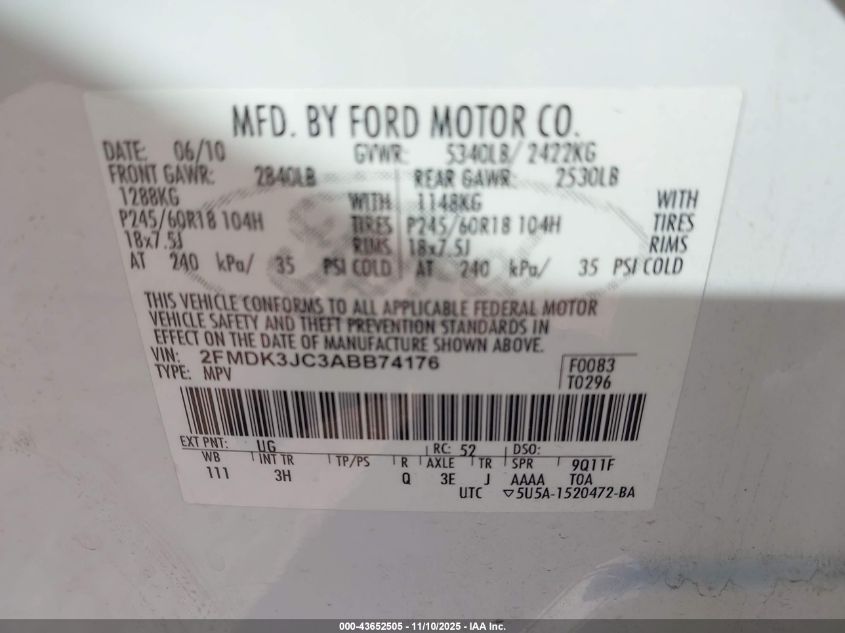 MFD. BY FORD MOTOR CO.
DATE: 06/10 GVWR: 5340LB/ 2422KG
FRONT GAWR: 2840LB REAR GAWR: 2530LB
1288KG WITH 1148KG WITH
P245/60R18 104H TIRES P245/60R18 104H TIRES
18x7.5J RIMS 18x7.5J RIMS
AT 240 kPa/ 35 PSI COLD AT 240 kPa/ 35 PSI COLD
THIS VEHICLE CONFORMS TO ALL APPLICABLE FEDERAL MOTOR
VEHICLE SAFETY AND THEFT PREVENTION STANDARDS IN
EFFECT ON THE DATE OF MANUFACTURE SHOWN ABOVE.
VIN: 2FMDK3JC3ABB74176 F0083
TYPE: MPV T0296
EXT PNT: UG RC: 52 DSO:
WB INT TR TP/PS R AXLE TR SPR 9Q11F
111 3H Q 3E J AAAA TOA
UTC ▽5U5A-1520472-BA
000-43652505 — 11/10/2025 — IAA Inc.